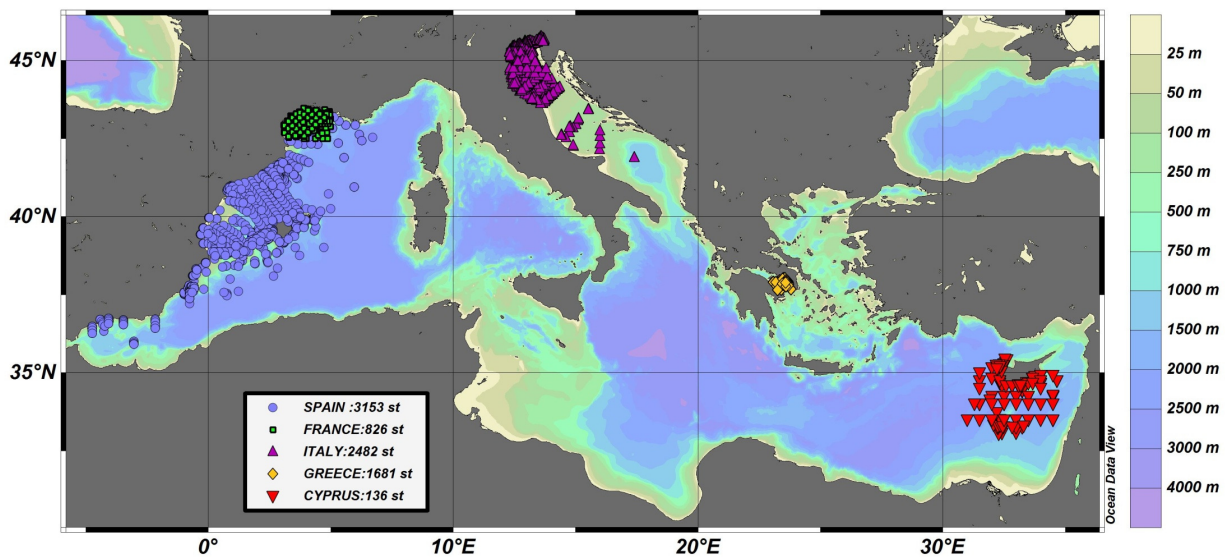 45°N
40°N
35°N
0°
10°E
20°E
30°E
SPAIN :3153 st
FRANCE:826 st
ITALY:2482 st
GREECE:1681 st
CYPRUS:136 st
Ocean Data View
25 m
50 m
100 m
250 m
500 m
750 m
1000 m
1500 m
2000 m
2500 m
3000 m
4000 m